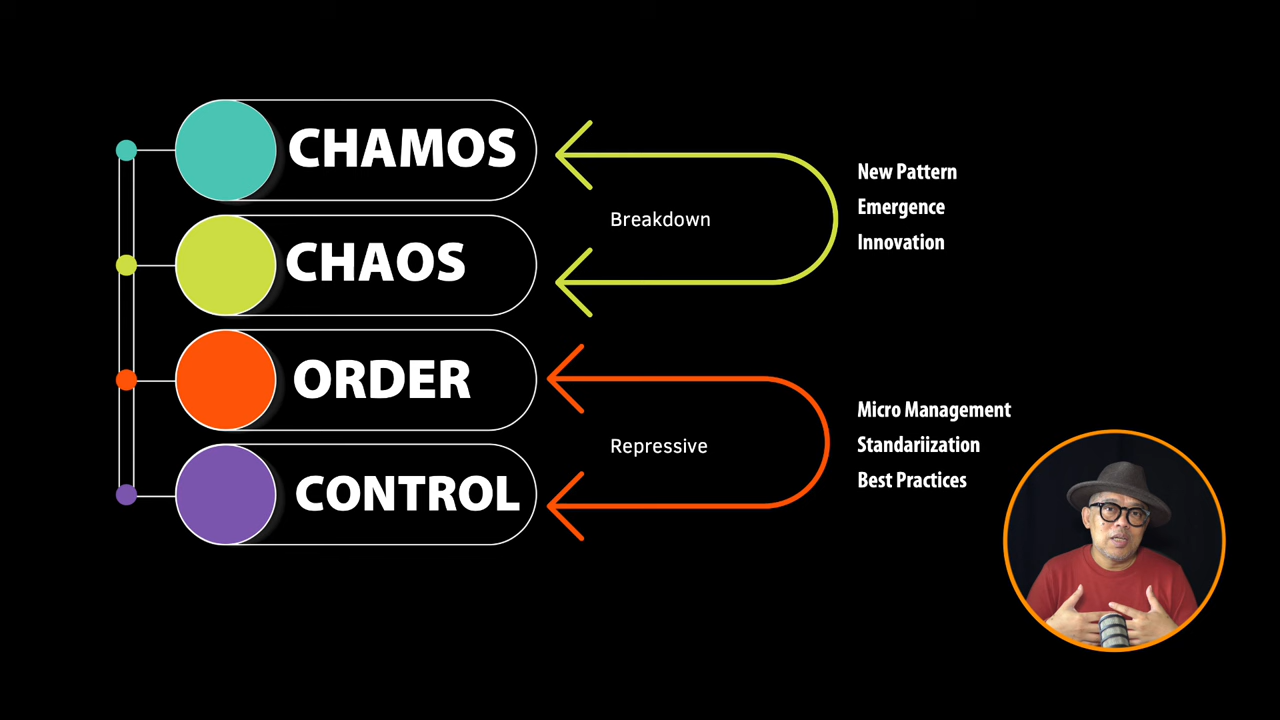 CHAMOS
CHAOS
ORDER
CONTROL
Breakdown
New Pattern
Emergence
Innovation
Repressive
Micro Management
Standariization
Best Practices